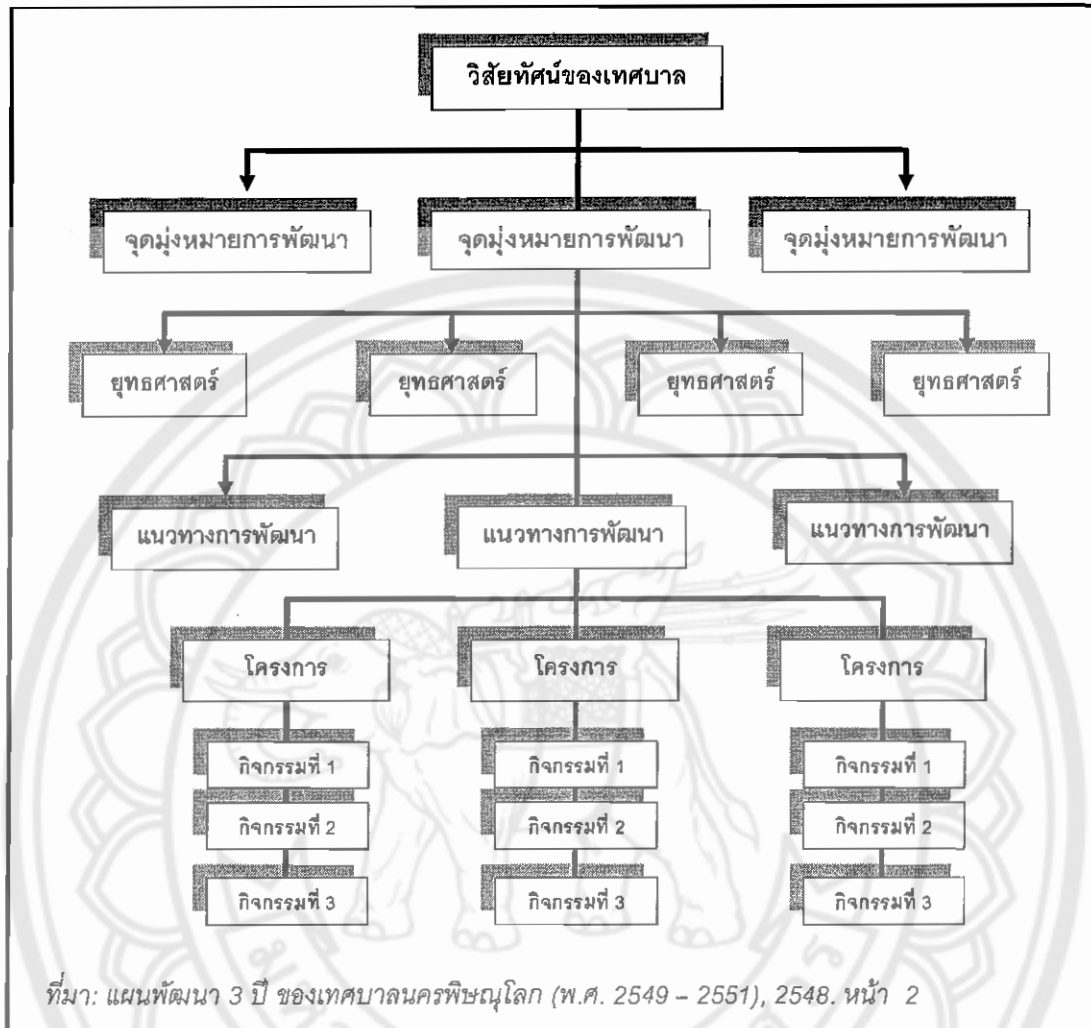 วิสัยทัศน์ของเทศบาล
จุดมุ่งหมายการพัฒนา จุดมุ่งหมายการพัฒนา จุดมุ่งหมายการพัฒนา
ยุทธศาสตร์ ยุทธศาสตร์ ยุทธศาสตร์ ยุทธศาสตร์
แนวทางการพัฒนา แนวทางการพัฒนา แนวทางการพัฒนา
โครงการ โครงการ โครงการ
กิจกรรมที่ 1 กิจกรรมที่ 1 กิจกรรมที่ 1
กิจกรรมที่ 2 กิจกรรมที่ 2 กิจกรรมที่ 2
กิจกรรมที่ 3 กิจกรรมที่ 3 กิจกรรมที่ 3
ที่มา: แผนพัฒนา 3 ปี ของเทศบาลนครพิษณุโลก (พ.ศ. 2549 – 2551), 2548. หน้า 2